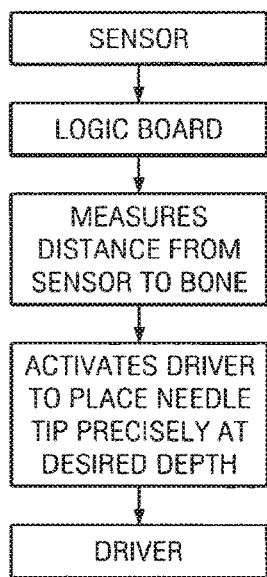 SENSOR
LOGIC BOARD
MEASURES
DISTANCE FROM
SENSOR TO BONE
ACTIVATES DRIVER
TO PLACE NEEDLE
TIP PRECISELY AT
DESIRED DEPTH
DRIVER